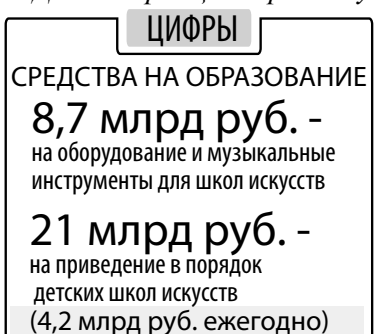 ЦИФРЫ
СРЕДСТВА НА ОБРАЗОВАНИЕ
8,7 млрд руб. -
на оборудование и музыкальные
инструменты для школ искусств
21 млрд руб. -
на приведение в порядок
детских школ искусств
(4,2 млрд руб. ежегодно)